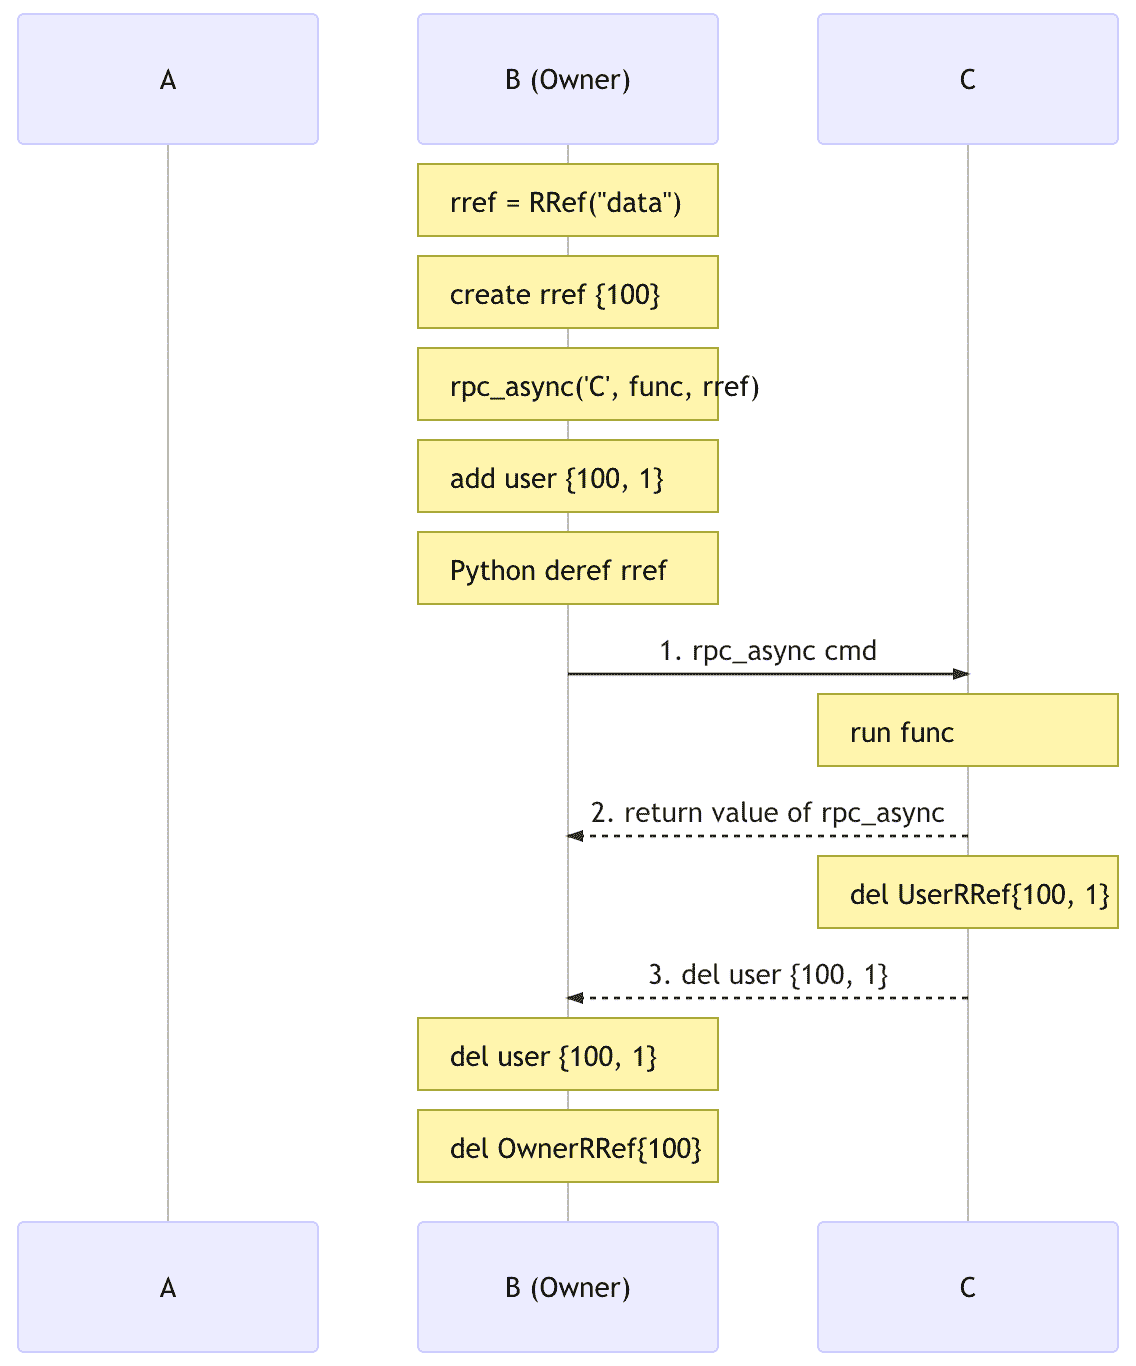 A
B (Owner)
C
rref = RRef("data")
create rref {100}
rpc_async('C', func, rref)
add user {100, 1}
Python deref rref
1. rpc_async cmd
run func
2. return value of rpc_async
del UserRRef{100, 1}
3. del user {100, 1}
del user {100, 1}
del OwnerRRef{100}
A
B (Owner)
C